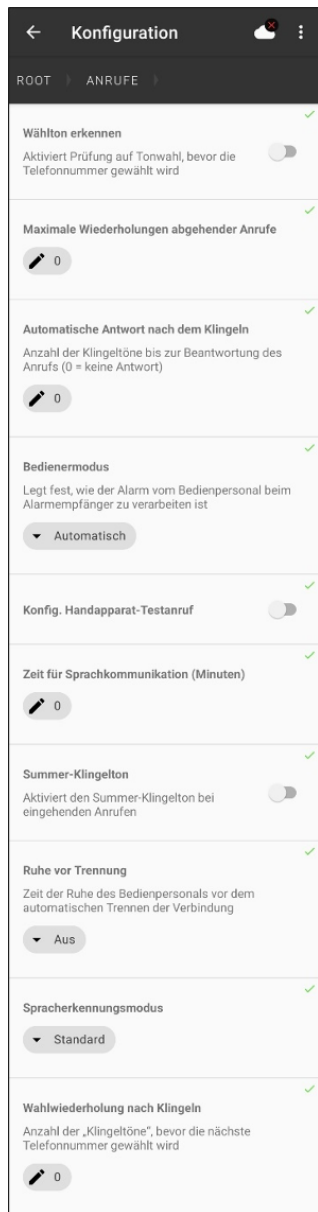 Konfiguration
ROOT ANRUFE
Wählton erkennen
Aktiviert Prüfung auf Tonwahl, bevor die
Telefonnummer gewählt wird
Maximale Wiederholungen abgehender Anrufe
0
Automatische Antwort nach dem Klingeln
Anzahl der Klingeltöne bis zur Beantwortung des
Anrufs (0 = keine Antwort)
0
Bedienermodus
Legt fest, wie der Alarm vom Bedienpersonal beim
Alarmempfänger zu verarbeiten ist
Automatisch
Konfig. Handapparat-Testanruf
Zeit für Sprachkommunikation (Minuten)
0
Summer-Klingelton
Aktiviert den Summer-Klingelton bei
eingehenden Anrufen
Ruhe vor Trennung
Zeit der Ruhe des Bedienpersonals vor dem
automatischen Trennen der Verbindung
Aus
Spracherkennungsmodus
Standard
Wahlwiederholung nach Klingeln
Anzahl der „Klingeltöne“, bevor die nächste
Telefonnummer gewählt wird
0